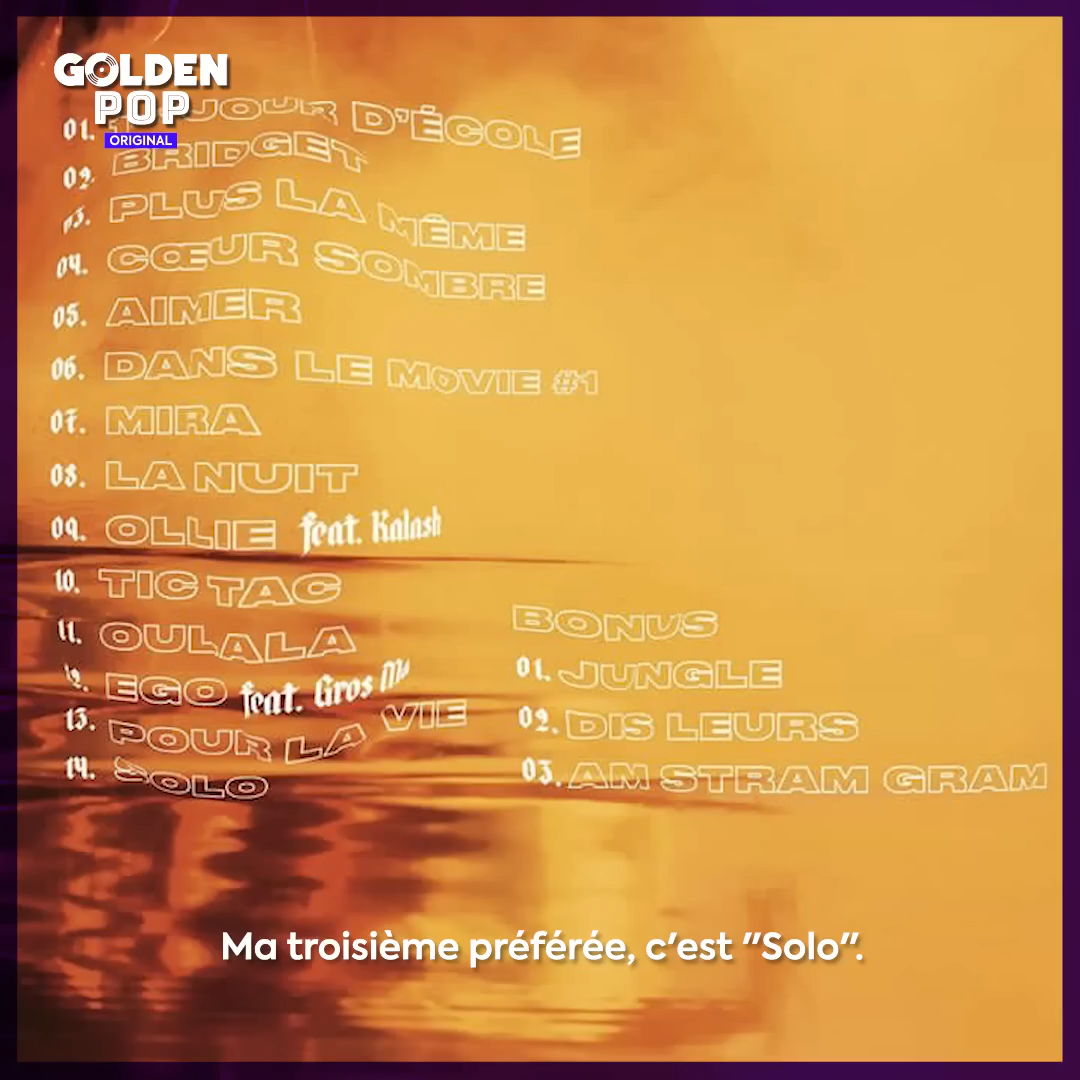 GOLDEN
POP
ORIGINAL
01. JOUR D'ÉCOLE
02. BRIDGET
03. PLUS LA MÊME
04. CŒUR SOMBRE
05. AIMER
06. DANS LE MOVIE #1
07. MIRA
08. LA NUIT
09. OLLIE feat. Kalash
10. TIC TAC
11. OULALA
12. EGO feat. Gros Mo
13. POUR LA VIE
14. SOLO
BONUS
01. JUNGLE
02. DIS LEURS
03. AM STRAM GRAM
Ma troisième préférée, c'est "Solo".